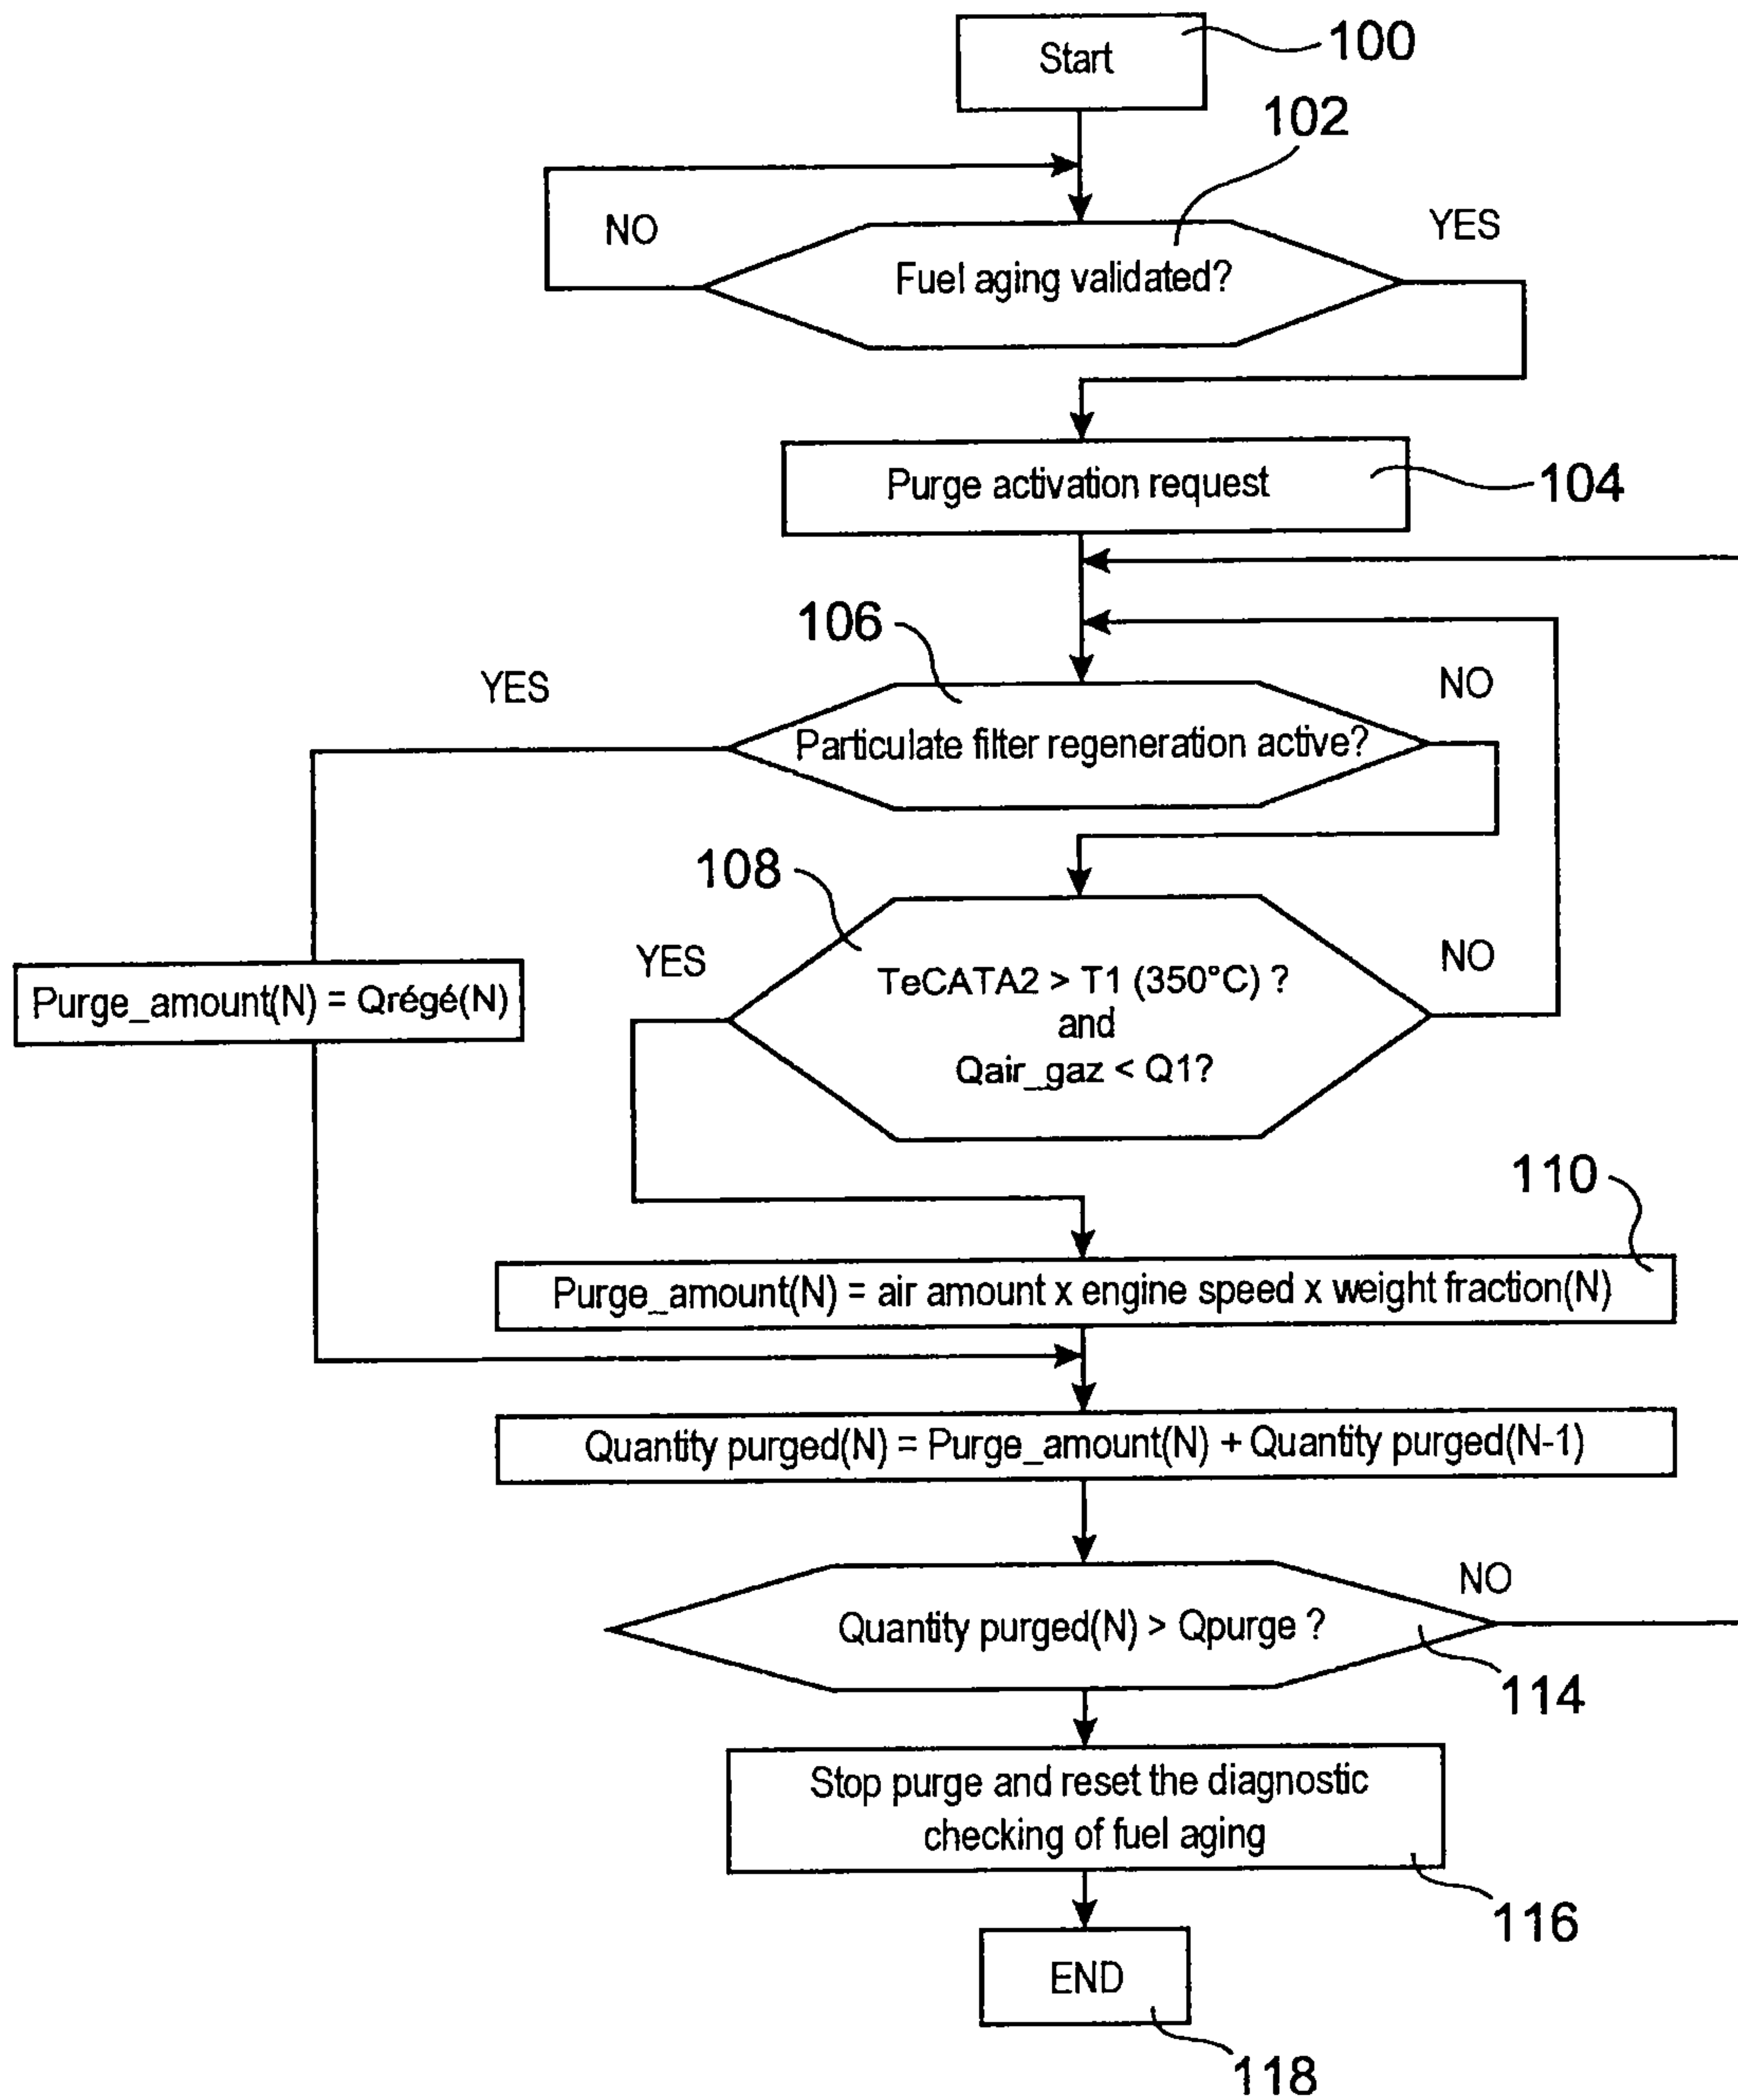 Start
100
102
NO
YES
Fuel aging validated?
Purge activation request
104
106
YES
NO
Particulate filter regeneration active?
108
YES
NO
TeCATA2 > T1 (350°C) ?
and
Qair_gaz < Q1?
Purge_amount(N) = Qrégé(N)
110
Purge_amount(N) = air amount x engine speed x weight fraction(N)
Quantity purged(N) = Purge_amount(N) + Quantity purged(N-1)
NO
Quantity purged(N) > Qpurge ?
114
Stop purge and reset the diagnostic
checking of fuel aging
116
END
118